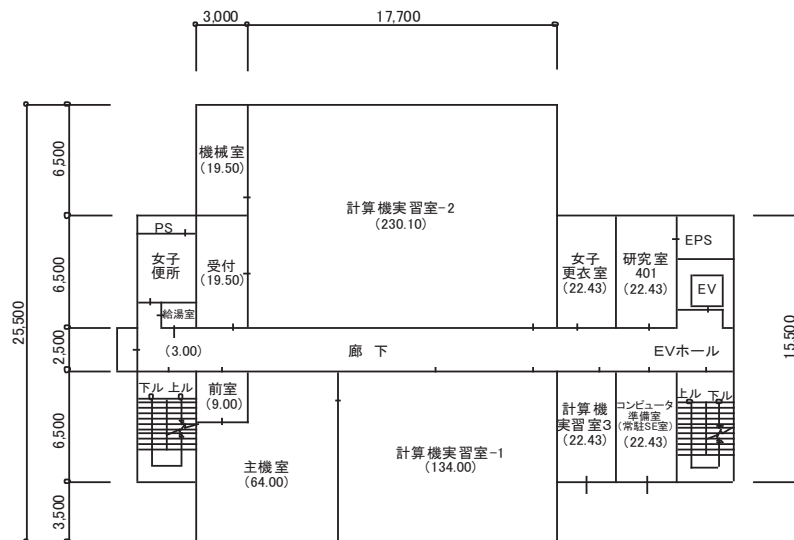 3,000
17,700
25,500
6,500
6,500
2,500
6,500
3,500
15,500
機械室
(19.50)
計算機実習室-2
(230.10)
PS
女子
便所
受付
(19.50)
給湯室
(3.00)
女子
更衣室
(22.43)
研究室
401
(22.43)
EPS
EV
廊 下
EVホール
下ル 上ル
前室
(9.00)
主機室
(64.00)
計算機実習室-1
(134.00)
計算機
実習室3
(22.43)
コンピュータ
準備室
(常駐SE室)
(22.43)
上ル 下ル